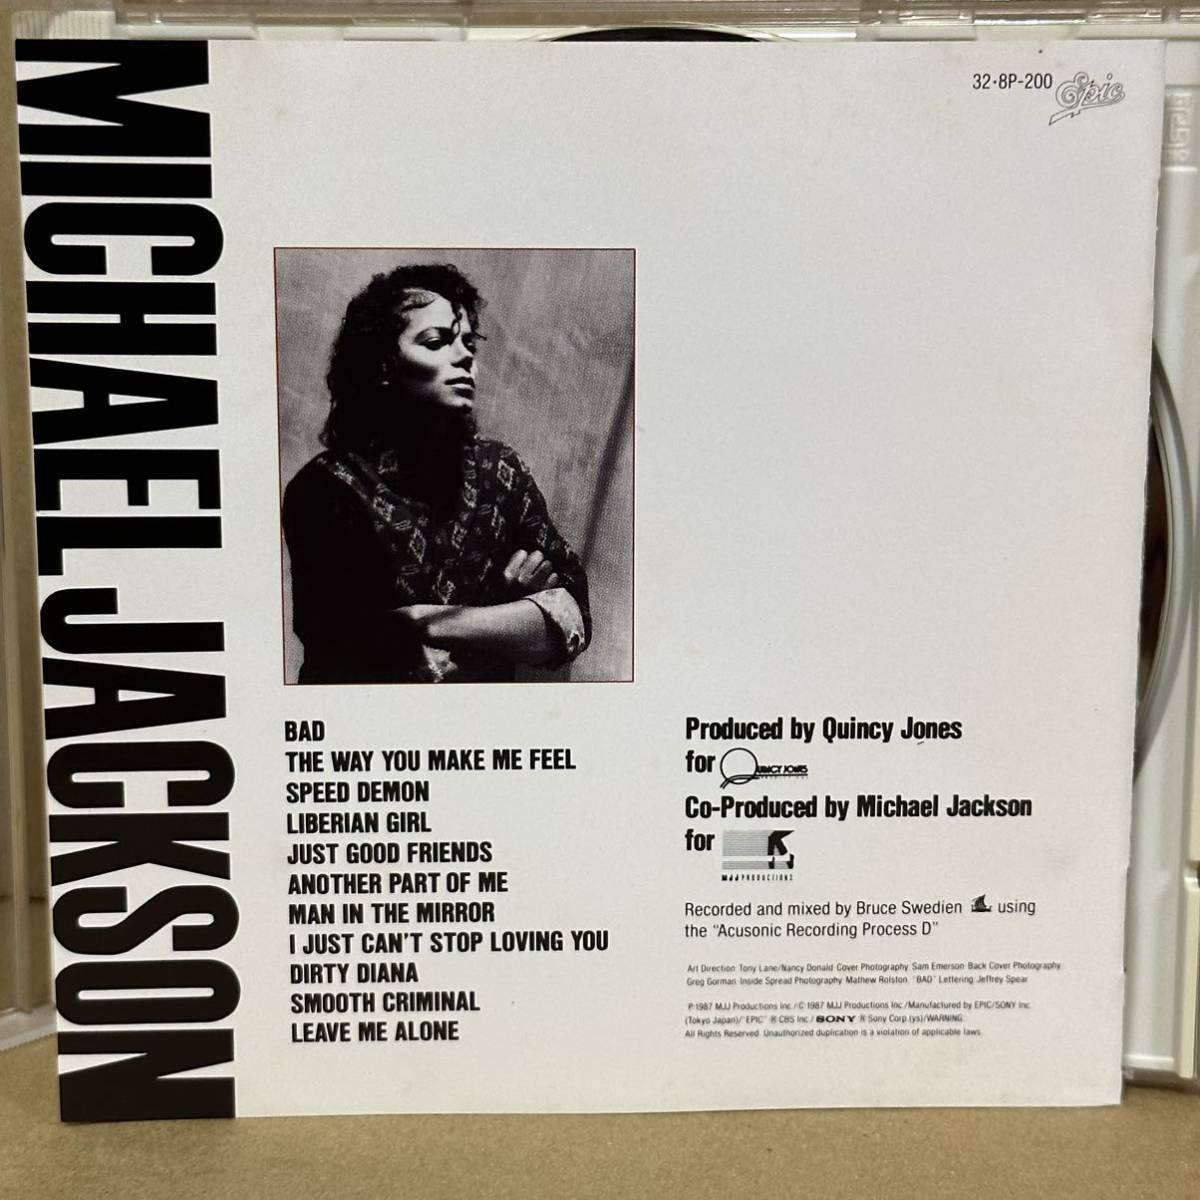 MICHAEL JACKSON
32·8P-200 Epic
BAD
THE WAY YOU MAKE ME FEEL
SPEED DEMON
LIBERIAN GIRL
JUST GOOD FRIENDS
ANOTHER PART OF ME
MAN IN THE MIRROR
I JUST CAN'T STOP LOVING YOU
DIRTY DIANA
SMOOTH CRIMINAL
LEAVE ME ALONE
Produced by Quincy Jones
for QUINCY JONES
Co-Produced by Michael Jackson
for
MJJ PRODUCTIONS
Recorded and mixed by Bruce Swedien using
the "Acusonic Recording Process D"
Art Direction Tony Lane/Nancy Donald Cover Photography Sam Emerson Back Cover Photography
Greg Gorman Inside Spread Photography Mathew Rolston. "BAD" Lettering Jeffrey Spear
℗ 1987 MJJ Productions Inc./© 1987 MJJ Productions Inc./Manufactured by EPIC/SONY Inc.
(Tokyo Japan)/"EPIC" ® CBS Inc./SONY ® Sony Corp.(ys)/WARNING:
All Rights Reserved. Unauthorized duplication is a violation of applicable laws.